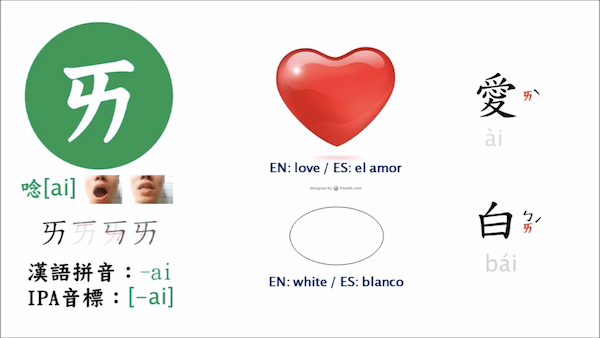 ㄞ
唸[ai]
ㄞ ㄞ ㄞ ㄞ
漢語拼音：-ai
IPA音標：[-ai]
EN: love / ES: el amor
designed by freepik.com
EN: white / ES: blanco
愛 ㄞˋ
ài
白 ㄅㄞˊ
bái